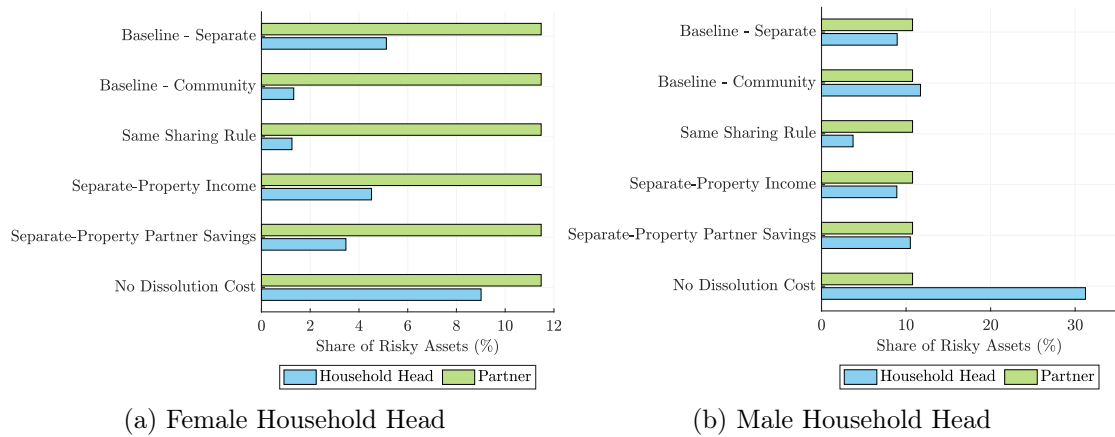 Baseline - Separate
Baseline - Community
Same Sharing Rule
Separate-Property Income
Separate-Property Partner Savings
No Dissolution Cost
0 2 4 6 8 10 12
Share of Risky Assets (%)
Household Head Partner
(a) Female Household Head
Baseline - Separate
Baseline - Community
Same Sharing Rule
Separate-Property Income
Separate-Property Partner Savings
No Dissolution Cost
0 10 20 30
Share of Risky Assets (%)
Household Head Partner
(b) Male Household Head